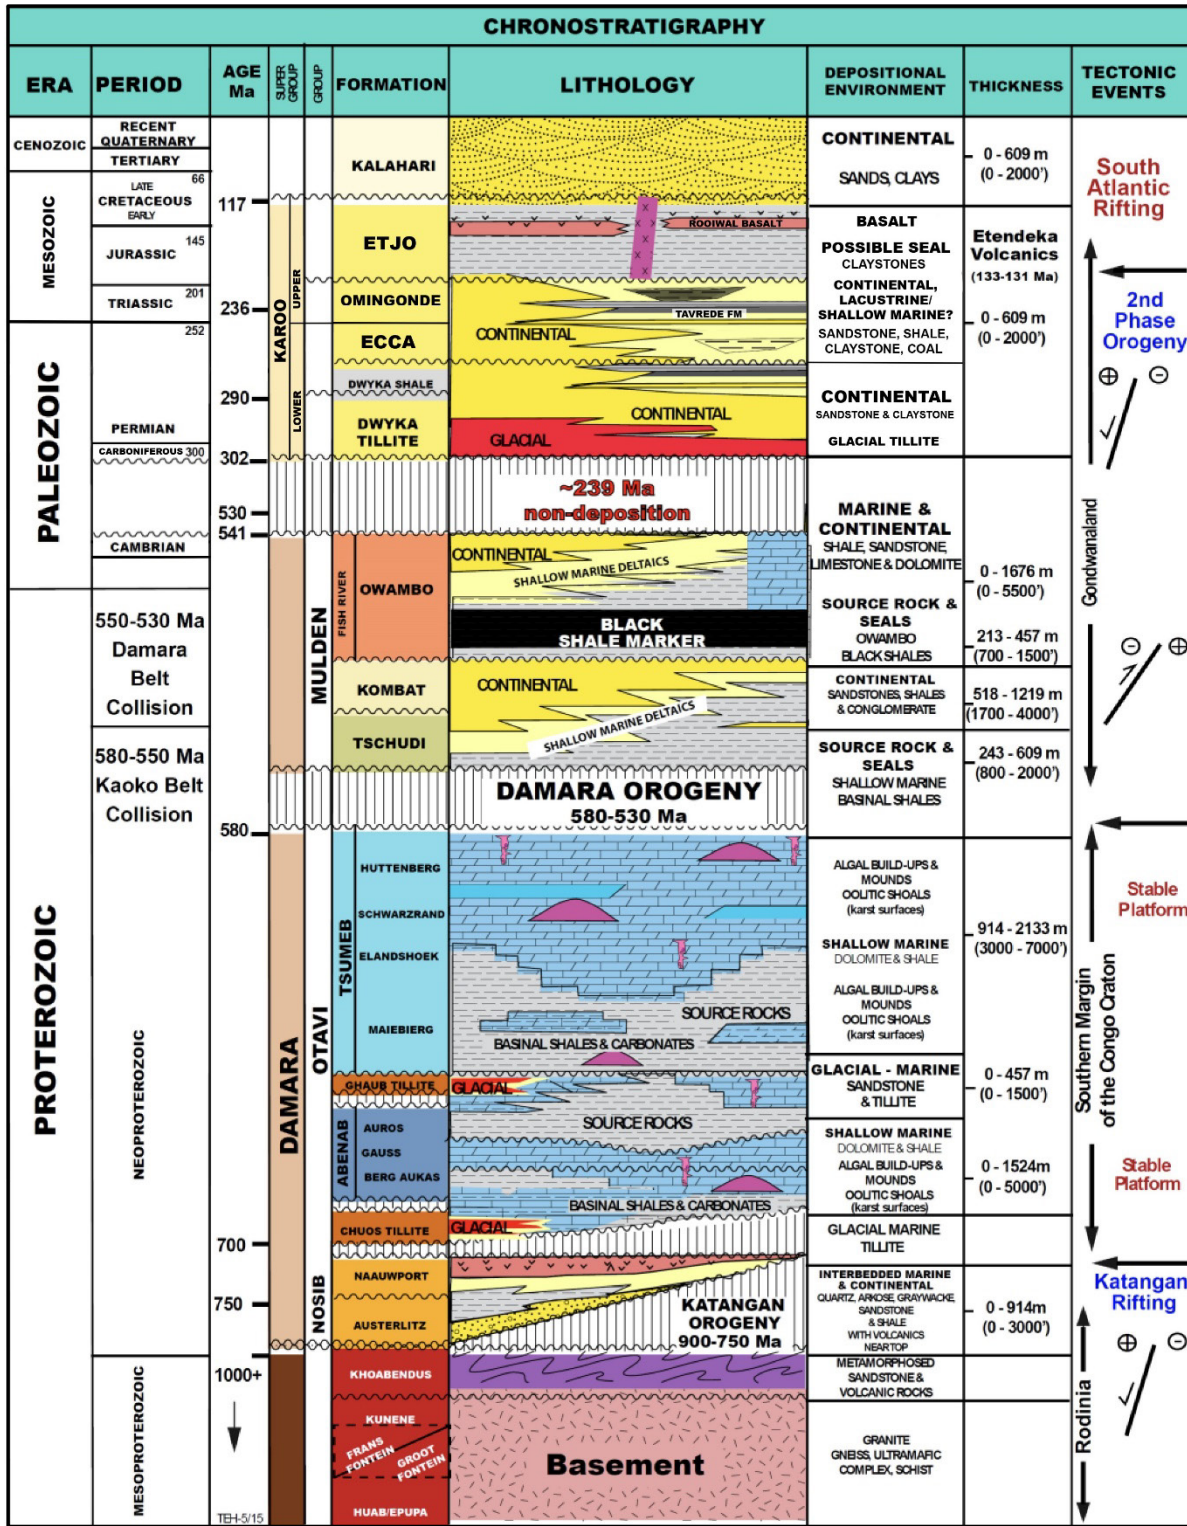 CHRONOSTRATIGRAPHY
ERA
PERIOD
AGE
Ma
SUPER
GROUP
GROUP
FORMATION
LITHOLOGY
DEPOSITIONAL
ENVIRONMENT
THICKNESS
TECTONIC
EVENTS
CENOZOIC
MESOZOIC
PALEOZOIC
PROTEROZOIC
RECENT
QUATERNARY
TERTIARY
66
LATE
CRETACEOUS
EARLY
145
JURASSIC
201
TRIASSIC
252
PERMIAN
CARBONIFEROUS 300
CAMBRIAN
550-530 Ma
Damara
Belt
Collision
580-550 Ma
Kaoko Belt
Collision
NEOPROTEROZOIC
MESOPROTEROZOIC
117
236
290
302
530
541
580
700
750
1000+
TEH-5/15
KAROO
UPPER
LOWER
DAMARA
MULDEN
OTAVI
NOSIB
KALAHARI
ETJO
OMINGONDE
ECCA
DWYKA SHALE
DWYKA
TILLITE
FISH RIVER
OWAMBO
KOMBAT
TSCHUDI
TSUMEB
HUTTENBERG
SCHWARZRAND
ELANDSHOEK
MAIEBIERG
GHAUB TILLITE
ABENAB
AUROS
GAUSS
BERG AUKAS
CHUOS TILLITE
NAAUWPORT
AUSTERLITZ
KHOABENDUS
KUNENE
FRANS
FONTEIN
GROOT
FONTEIN
HUAB/EPUPA
ROOIWAL BASALT
TAVREDE FM
CONTINENTAL
CONTINENTAL
GLACIAL
~239 Ma
non-deposition
CONTINENTAL
SHALLOW MARINE DELTAICS
BLACK
SHALE MARKER
CONTINENTAL
SHALLOW MARINE DELTAICS
DAMARA OROGENY
580-530 Ma
SOURCE ROCKS
BASINAL SHALES & CARBONATES
GLACIAL
SOURCE ROCKS
BASINAL SHALES & CARBONATES
GLACIAL
KATANGAN
OROGENY
900-750 Ma
Basement
CONTINENTAL
SANDS, CLAYS
BASALT
POSSIBLE SEAL
CLAYSTONES
CONTINENTAL,
LACUSTRINE/
SHALLOW MARINE?
SANDSTONE, SHALE,
CLAYSTONE, COAL
CONTINENTAL
SANDSTONE & CLAYSTONE
GLACIAL TILLITE
MARINE &
CONTINENTAL
SHALE, SANDSTONE,
LIMESTONE & DOLOMITE
SOURCE ROCK &
SEALS
OWAMBO
BLACK SHALES
CONTINENTAL
SANDSTONES, SHALES
& CONGLOMERATE
SOURCE ROCK &
SEALS
SHALLOW MARINE
BASINAL SHALES
ALGAL BUILD-UPS &
MOUNDS
OOLITIC SHOALS
(karst surfaces)
SHALLOW MARINE
DOLOMITE & SHALE
ALGAL BUILD-UPS &
MOUNDS
OOLITIC SHOALS
(karst surfaces)
GLACIAL - MARINE
SANDSTONE
& TILLITE
SHALLOW MARINE
DOLOMITE & SHALE
ALGAL BUILD-UPS &
MOUNDS
OOLITIC SHOALS
(karst surfaces)
GLACIAL MARINE
TILLITE
INTERBEDDED MARINE
& CONTINENTAL
QUARTZ, ARKOSE, GRAYWACKE,
SANDSTONE
& SHALE
WITH VOLCANICS
NEAR TOP
METAMORPHOSED
SANDSTONE &
VOLCANIC ROCKS
GRANITE
GNEISS, ULTRAMAFIC
COMPLEX, SCHIST
0 - 609 m
(0 - 2000')
Etendeka
Volcanics
(133-131 Ma)
0 - 609 m
(0 - 2000')
0 - 1676 m
(0 - 5500')
213 - 457 m
(700 - 1500')
518 - 1219 m
(1700 - 4000')
243 - 609 m
(800 - 2000')
914 - 2133 m
(3000 - 7000')
0 - 457 m
(0 - 1500')
0 - 1524m
(0 - 5000')
0 -914m
(0 - 3000')
South
Atlantic
Rifting
2nd
Phase
Orogeny
Gondwanaland
Stable
Platform
Southern Margin
of the Congo Craton
Stable
Platform
Katangan
Rifting
Rodinia